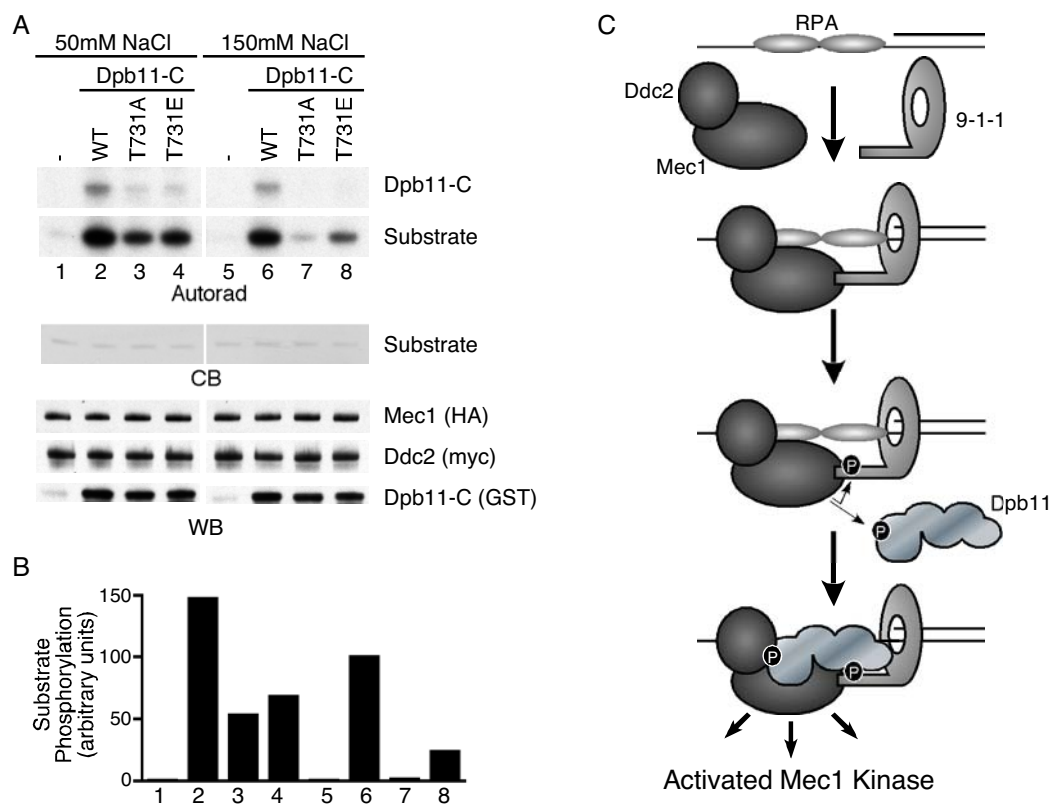 A
50mM NaCl
150mM NaCl
Dpb11-C
Dpb11-C
-
WT
T731A
T731E
-
WT
T731A
T731E
Dpb11-C
Substrate
1 2 3 4 5 6 7 8
Autorad
Substrate
CB
Mec1 (HA)
Ddc2 (myc)
Dpb11-C (GST)
WB
B
Substrate
Phosphorylation
(arbitrary units)
150
100
50
0
1 2 3 4 5 6 7 8
C
RPA
Ddc2
9-1-1
Mec1
P
Dpb11
P
P
P
Activated Mec1 Kinase